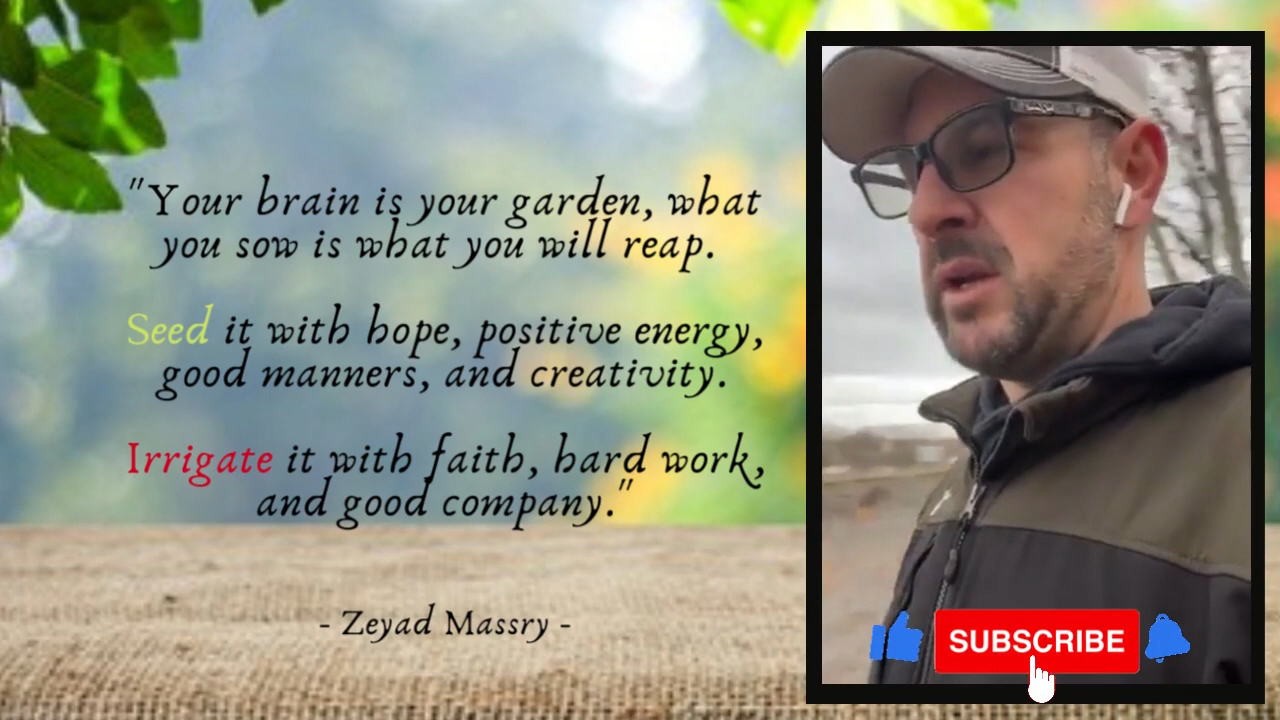 "Your brain is your garden, what
you sow is what you will reap.
Seed it with hope, positive energy,
good manners, and creativity.
Irrigate it with faith, hard work,
and good company."
- Zeyad Massry -
SUBSCRIBE